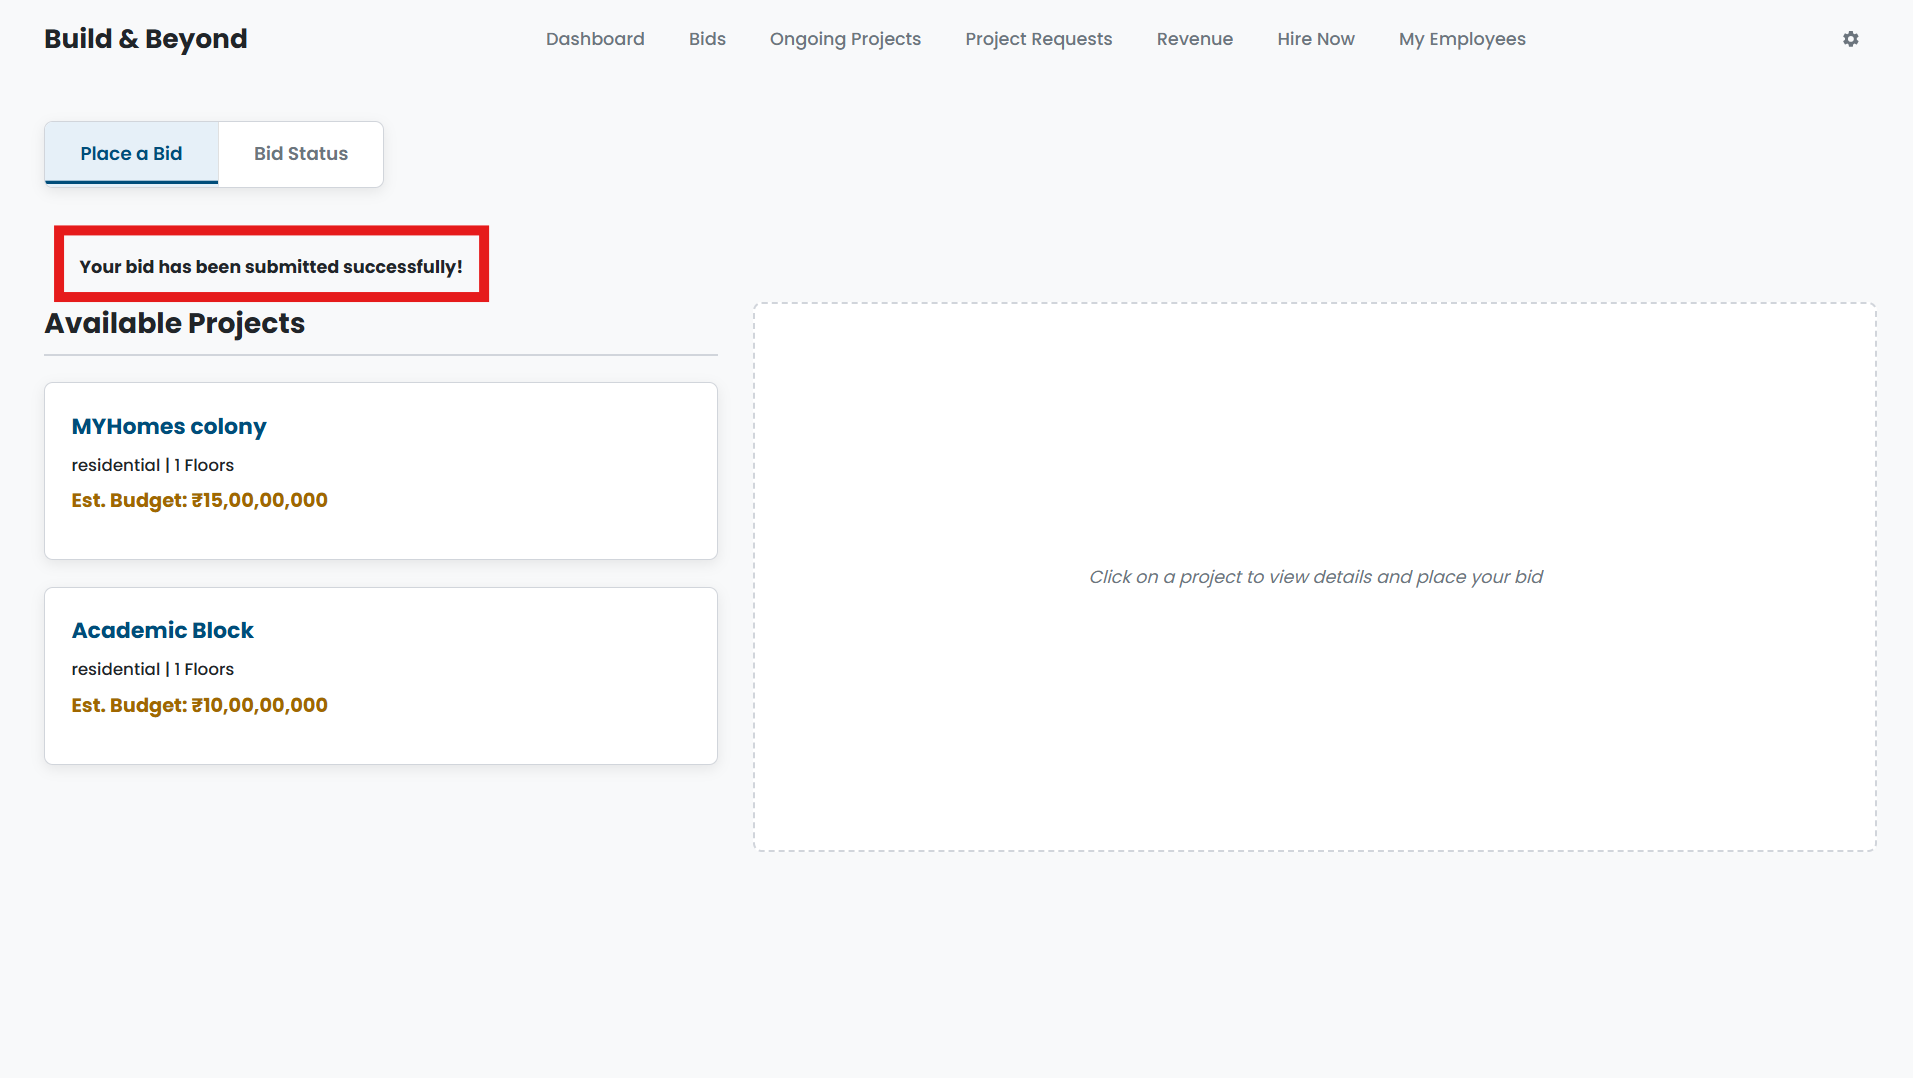 Build & Beyond
Dashboard
Bids
Ongoing Projects
Project Requests
Revenue
Hire Now
My Employees
Place a Bid
Bid Status
Your bid has been submitted successfully!
Available Projects
MYHomes colony
residential | 1 Floors
Est. Budget: ₹15,00,00,000
Academic Block
residential | 1 Floors
Est. Budget: ₹10,00,00,000
Click on a project to view details and place your bid